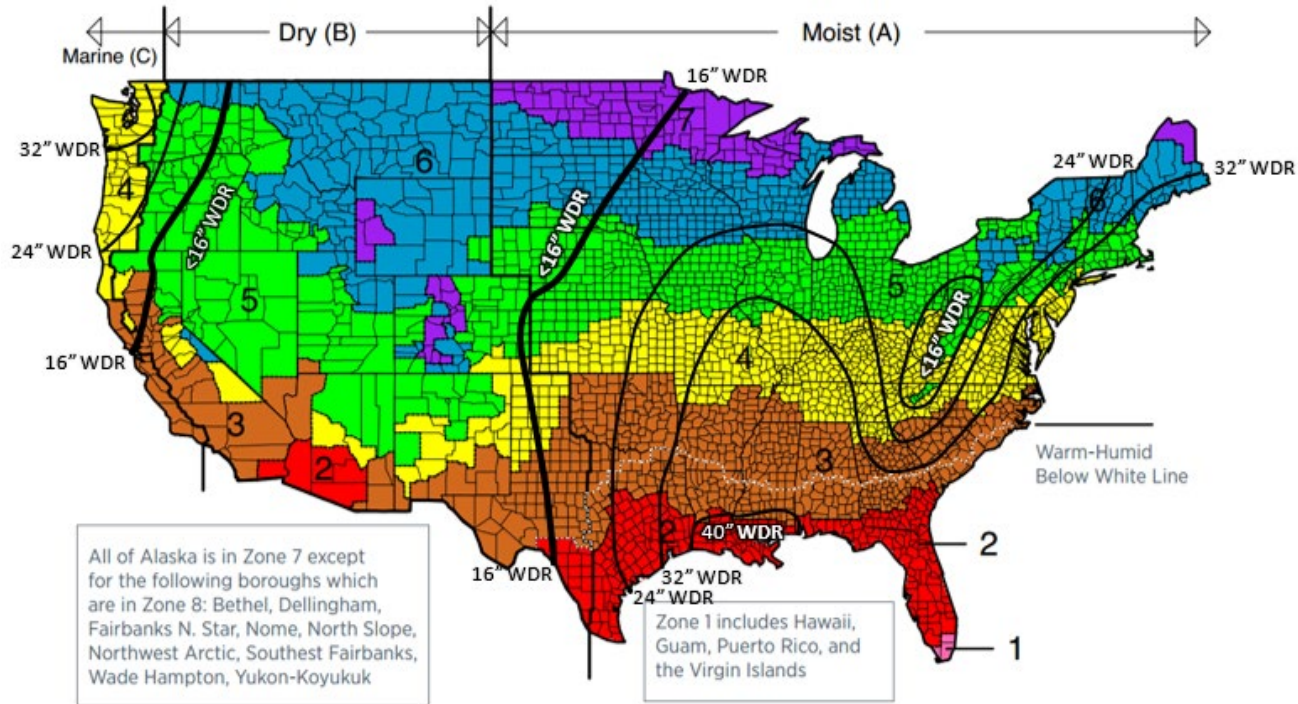 Marine (C)
Dry (B)
Moist (A)
16” WDR
7
6
32” WDR
4
24” WDR
<16” WDR
5
16” WDR
3
2
<16” WDR
24” WDR
32” WDR
6
5
<16” WDR
4
3
Warm-Humid
Below White Line
2
40” WDR
2
16” WDR
32” WDR
24” WDR
1
All of Alaska is in Zone 7 except
for the following boroughs which
are in Zone 8: Bethel, Dellingham,
Fairbanks N. Star, Nome, North Slope,
Northwest Arctic, Southest Fairbanks,
Wade Hampton, Yukon-Koyukuk
Zone 1 includes Hawaii,
Guam, Puerto Rico, and
the Virgin Islands